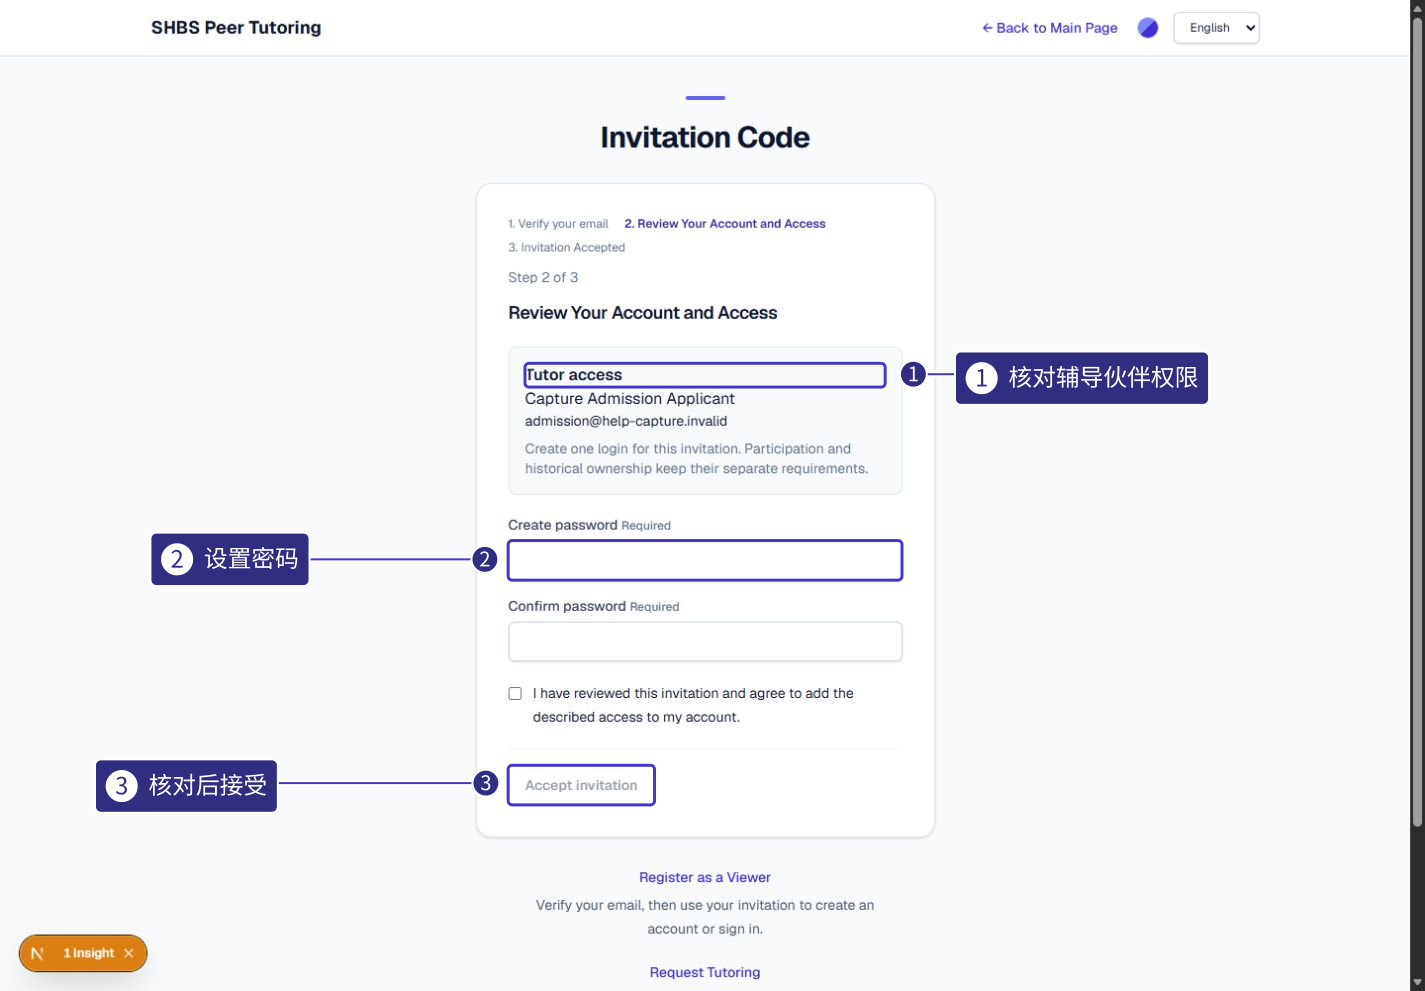 SHBS Peer Tutoring
← Back to Main Page
English
Invitation Code
1. Verify your email 2. Review Your Account and Access
3. Invitation Accepted
Step 2 of 3
Review Your Account and Access
Tutor access
1
1 核对辅导伙伴权限
Capture Admission Applicant
admission@help-capture.invalid
Create one login for this invitation. Participation and
historical ownership keep their separate requirements.
Create password Required
2 设置密码
2
Confirm password Required
I have reviewed this invitation and agree to add the
described access to my account.
3 核对后接受
3
Accept invitation
Register as a Viewer
Verify your email, then use your invitation to create an
account or sign in.
N 1 Insight ×
Request Tutoring